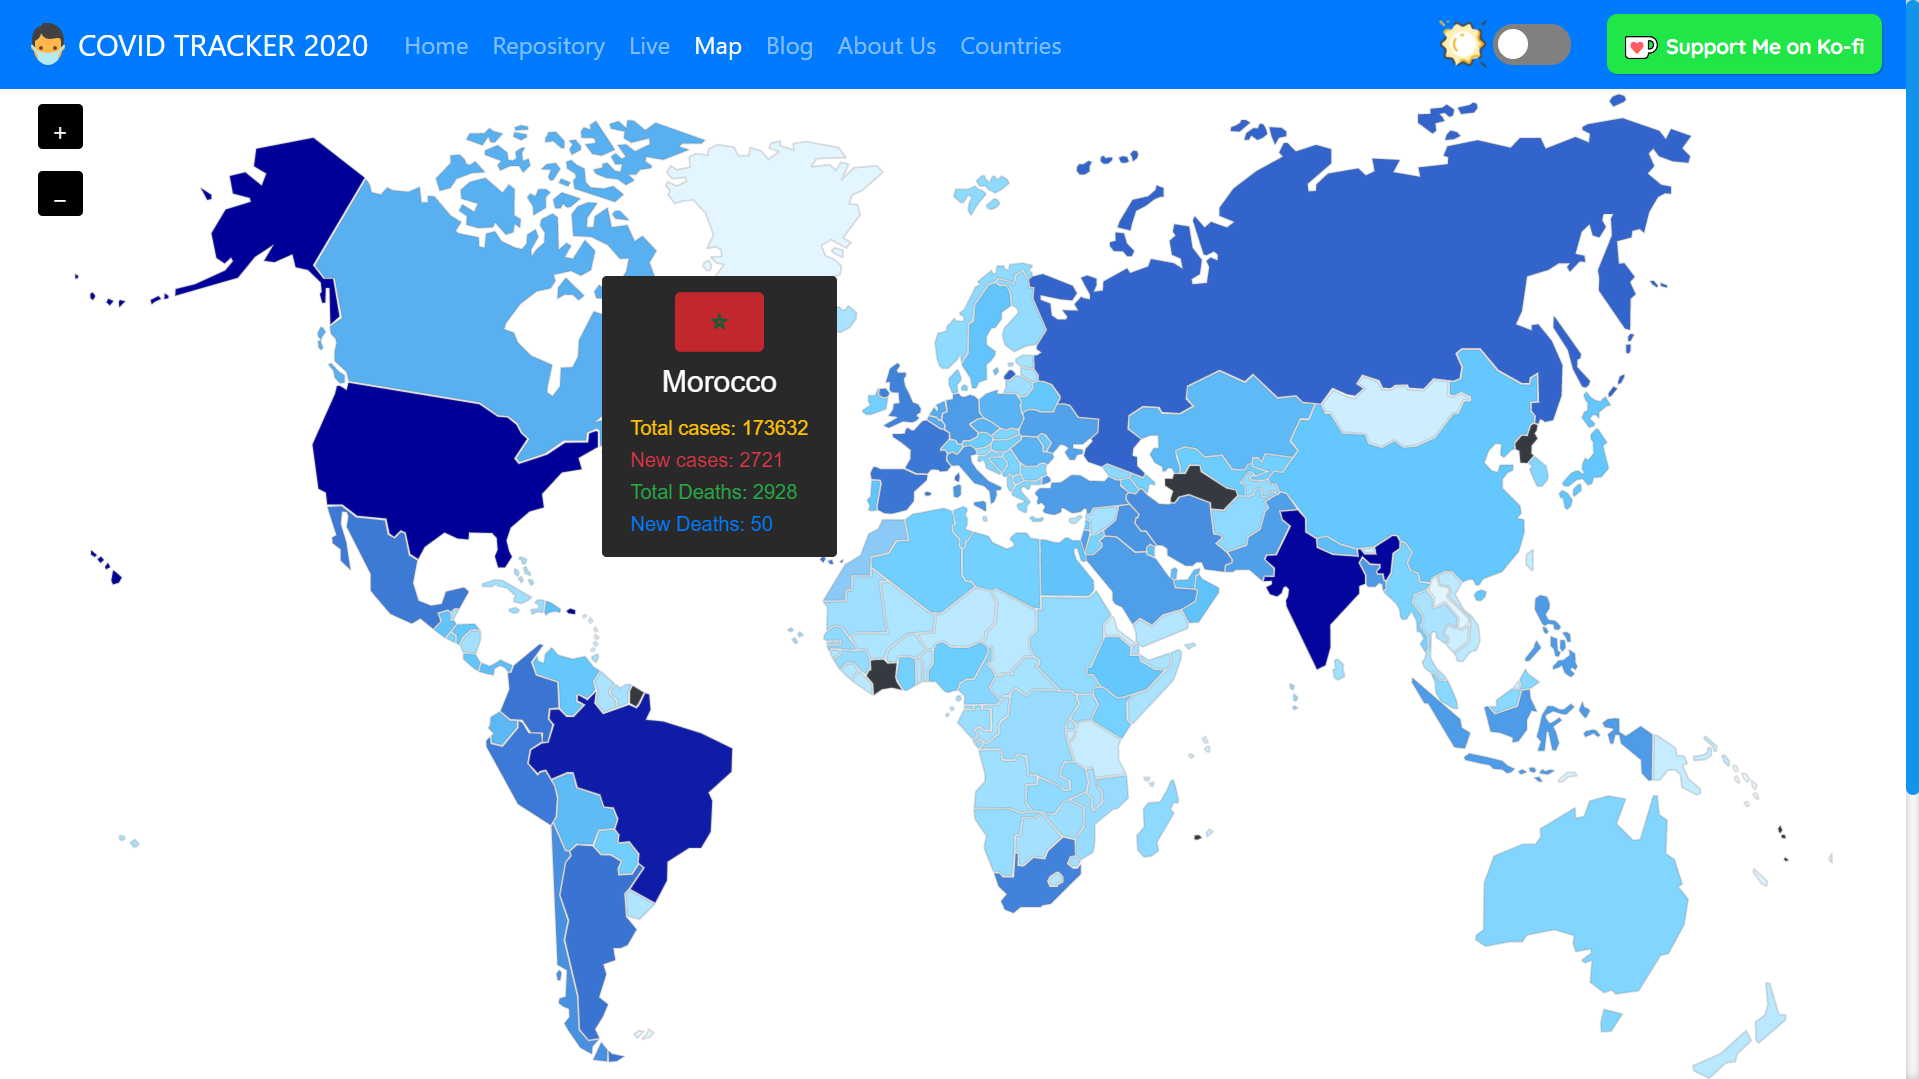 COVID TRACKER 2020 Home Repository Live Map Blog About Us Countries Support Me on Ko-fi
+
−
Morocco
Total cases: 173632
New cases: 2721
Total Deaths: 2928
New Deaths: 50